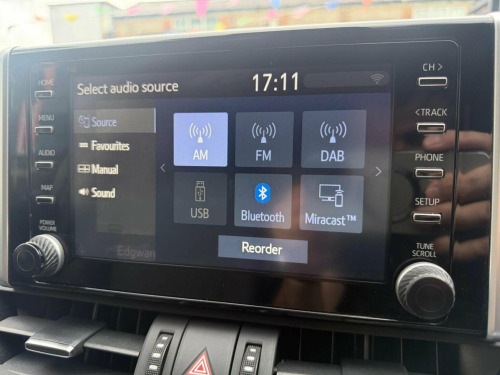 Select audio source 17:11
HOME
MENU
AUDIO
MAP
POWER
VOLUME
Source
Favourites
Manual
Sound
AM FM DAB
USB Bluetooth Miracast™
Reorder
Edgwar
CH >
<TRACK
PHONE
SETUP
TUNE
SCROLL